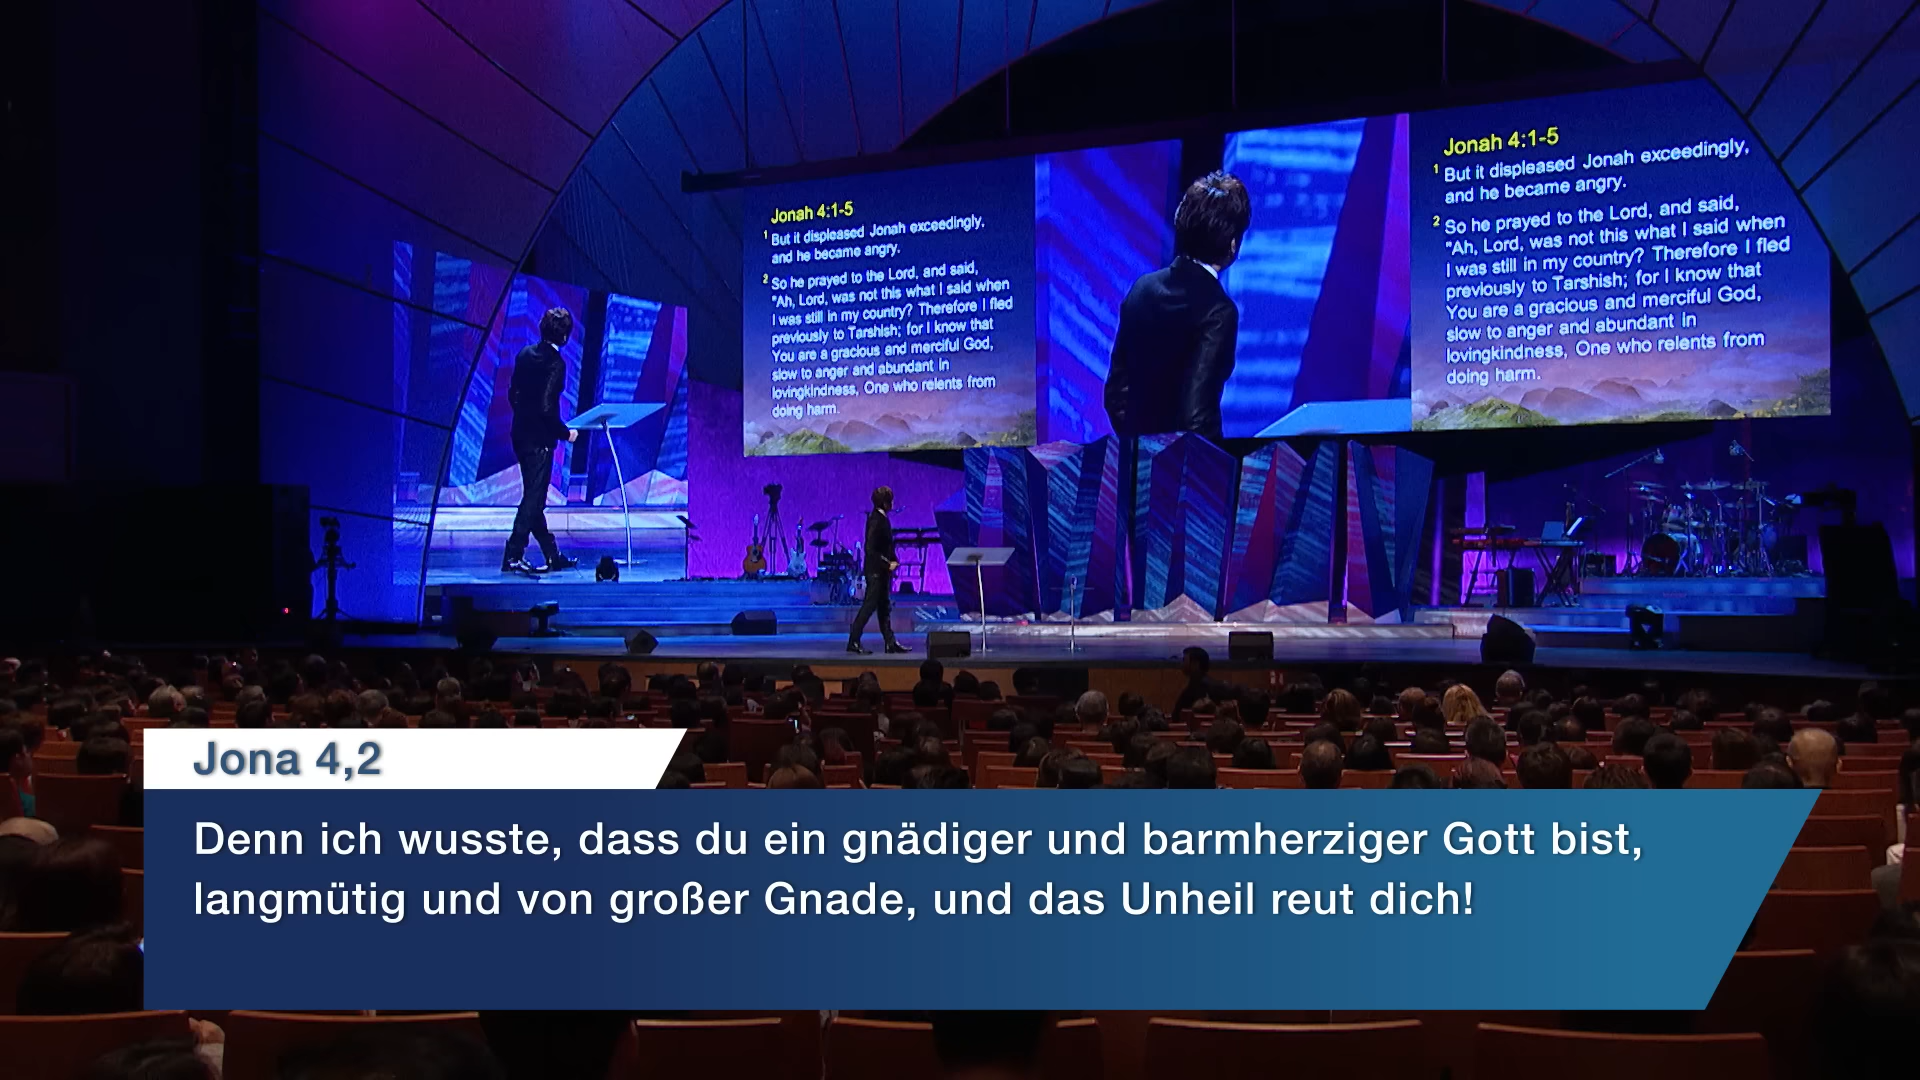 Jonah 4:1-5
1 But it displeased Jonah exceedingly,
and he became angry.
2 So he prayed to the Lord, and said,
"Ah, Lord, was not this what I said when
I was still in my country? Therefore I fled
previously to Tarshish; for I know that
You are a gracious and merciful God,
slow to anger and abundant in
lovingkindness, One who relents from
doing harm.
Jonah 4:1-5
1 But it displeased Jonah exceedingly,
and he became angry.
2 So he prayed to the Lord, and said,
"Ah, Lord, was not this what I said when
I was still in my country? Therefore I fled
previously to Tarshish; for I know that
You are a gracious and merciful God,
slow to anger and abundant in
lovingkindness, One who relents from
doing harm.
Jona 4,2
Denn ich wusste, dass du ein gnädiger und barmherziger Gott bist,
langmütig und von großer Gnade, und das Unheil reut dich!